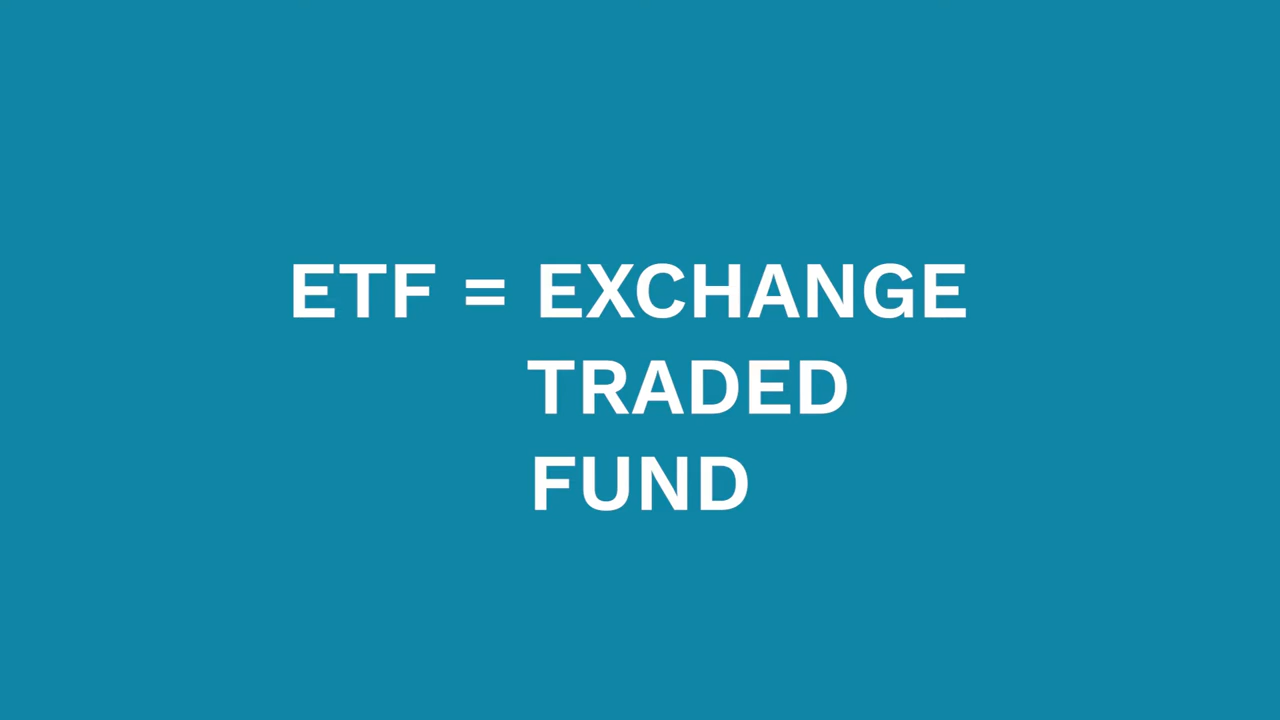 ETF = EXCHANGE
TRADED
FUND